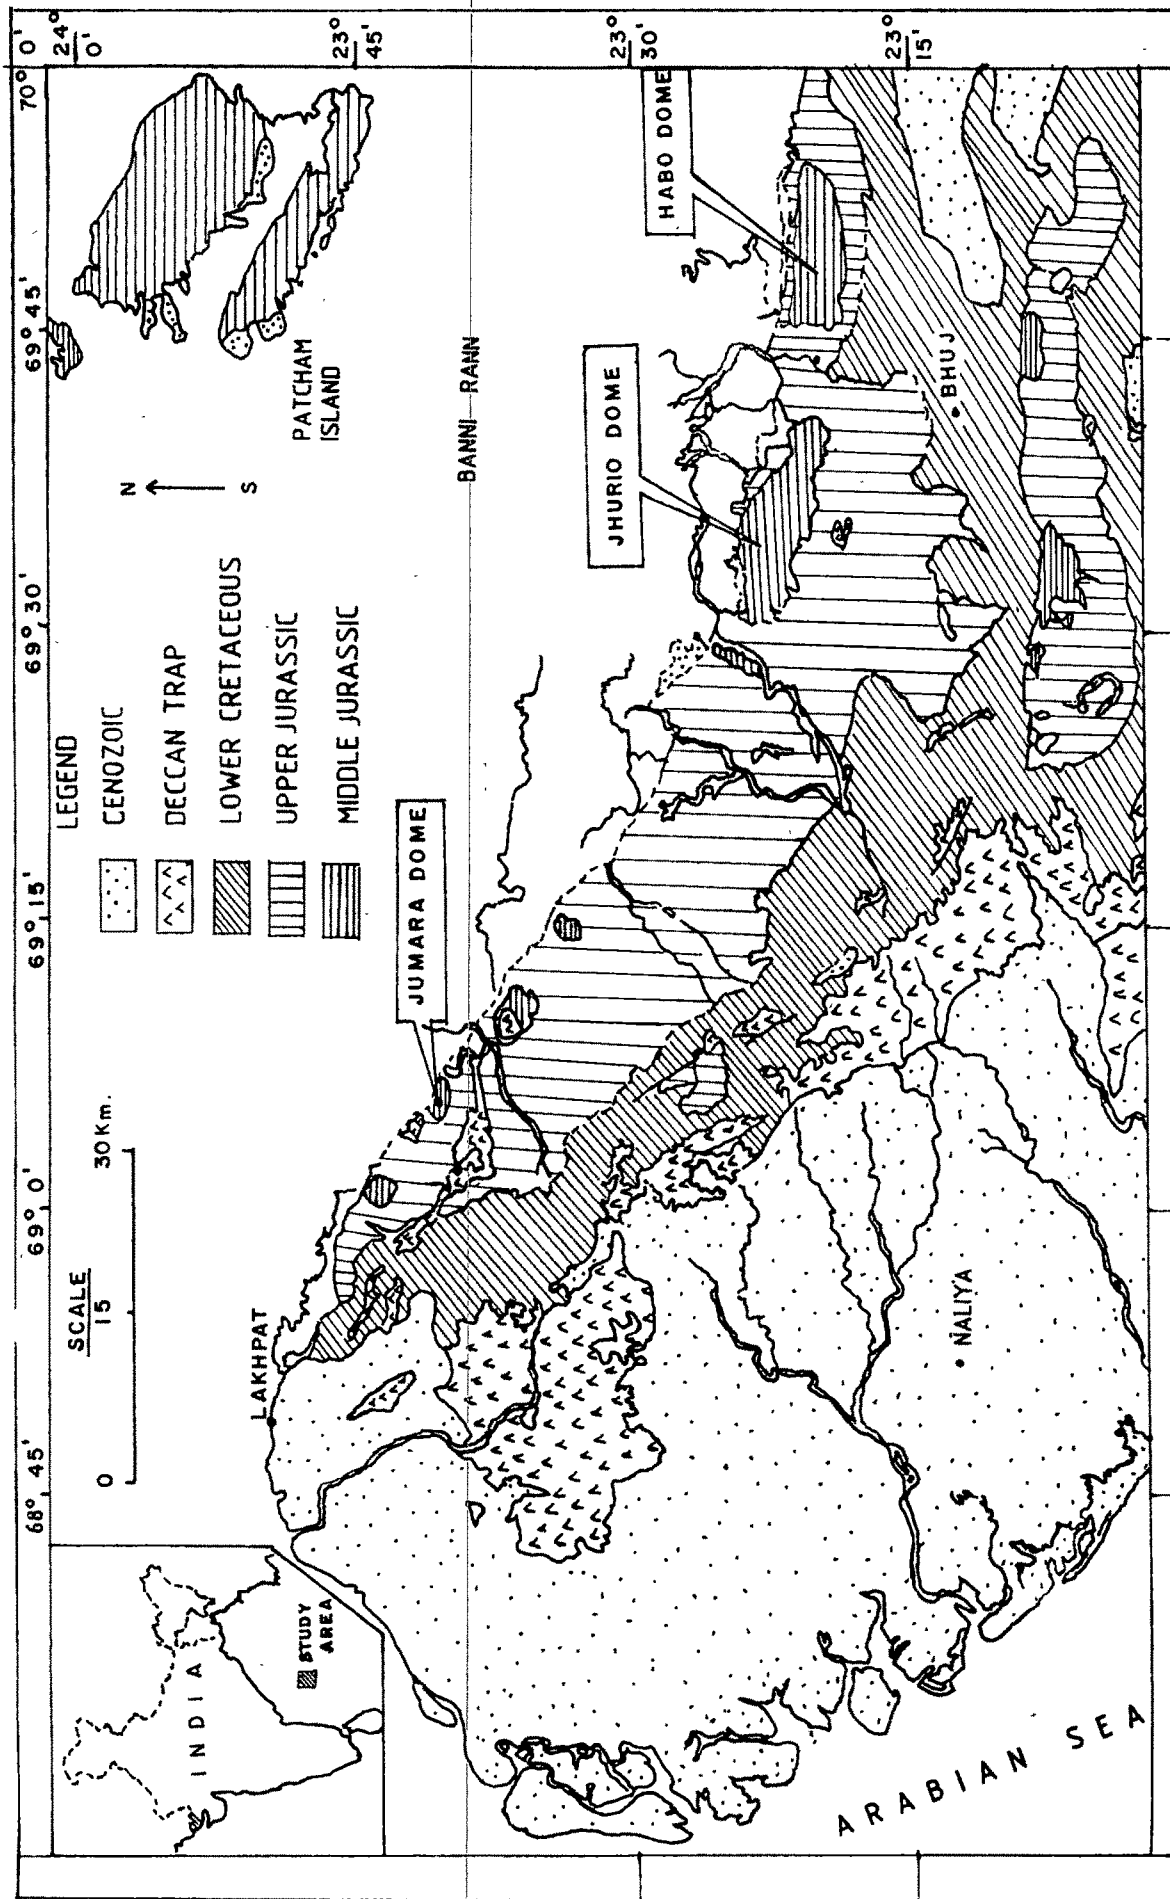 68° 45'
69° 0'
69° 15'
69° 30'
69° 45'
70° 0'
24° 0'
23° 45'
23° 30'
23° 15'
INDIA
STUDY
AREA
SCALE
0 15 30 Km.
LEGEND
CENOZOIC
DECCAN TRAP
LOWER CRETACEOUS
UPPER JURASSIC
MIDDLE JURASSIC
N
S
PATCHAM
ISLAND
BANNI RANN
LAKHPAT
JUMARA DOME
JHURIO DOME
HABO DOME
BHUJ
NALIYA
ARABIAN SEA